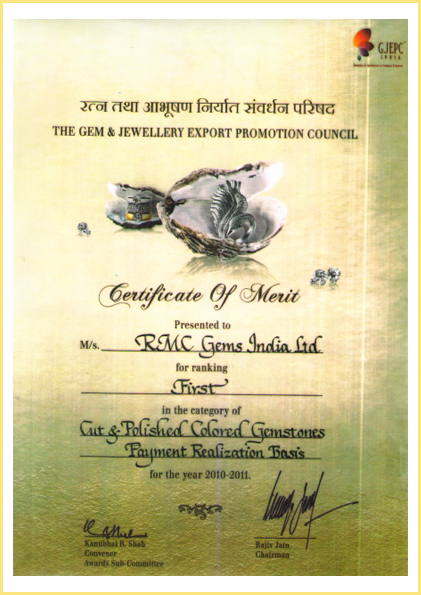 GJEPC
INDIA
रत्न तथा आभूषण निर्यात संवर्धन परिषद
THE GEM & JEWELLERY EXPORT PROMOTION COUNCIL
Certificate Of Merit
Presented to
M/s. RMC Gems India Ltd
for ranking
First
in the category of
Cut & Polished Colored Gemstones
Payment Realization Basis
for the year 2010-2011.
Kanubhai B. Shah
Convener
Awards Sub-Committee
Rajiv Jain
Chairman